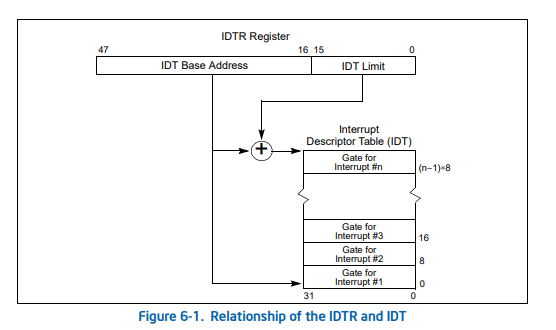 IDTR Register
47 16 15 0
IDT Base Address IDT Limit
+
Interrupt
Descriptor Table (IDT)
Gate for
Interrupt #n
(n−1)∗8
Gate for
Interrupt #3
16
Gate for
Interrupt #2
8
Gate for
Interrupt #1
0
31 0
Figure 6-1. Relationship of the IDTR and IDT